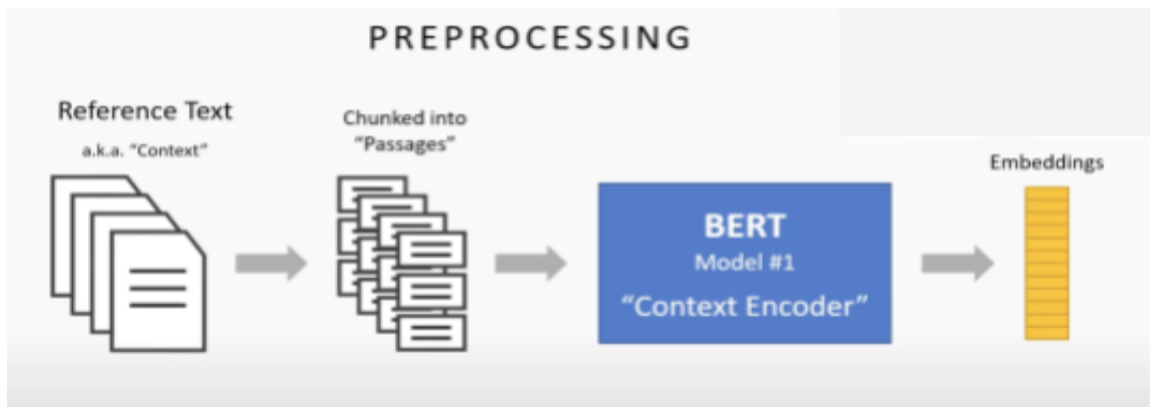 PREPROCESSING
Reference Text
a.k.a. “Context”
Chunked into
“Passages”
BERT
Model #1
“Context Encoder”
Embeddings